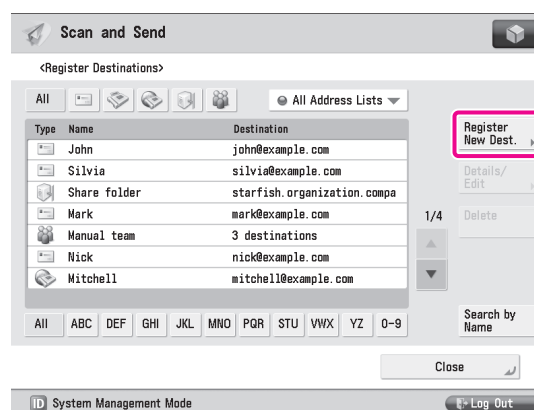 Scan and Send
<Register Destinations>
All
All Address Lists
Type Name Destination
John john@example.com
Silvia silvia@example.com
Share folder starfish.organization.compa
Mark mark@example.com
Manual team 3 destinations
Nick nick@example.com
Mitchell mitchell@example.com
1/4
Register
New Dest.
Details/
Edit
Delete
All ABC DEF GHI JKL MNO PQR STU VWX YZ 0-9
Search by
Name
Close
ID System Management Mode
Log Out